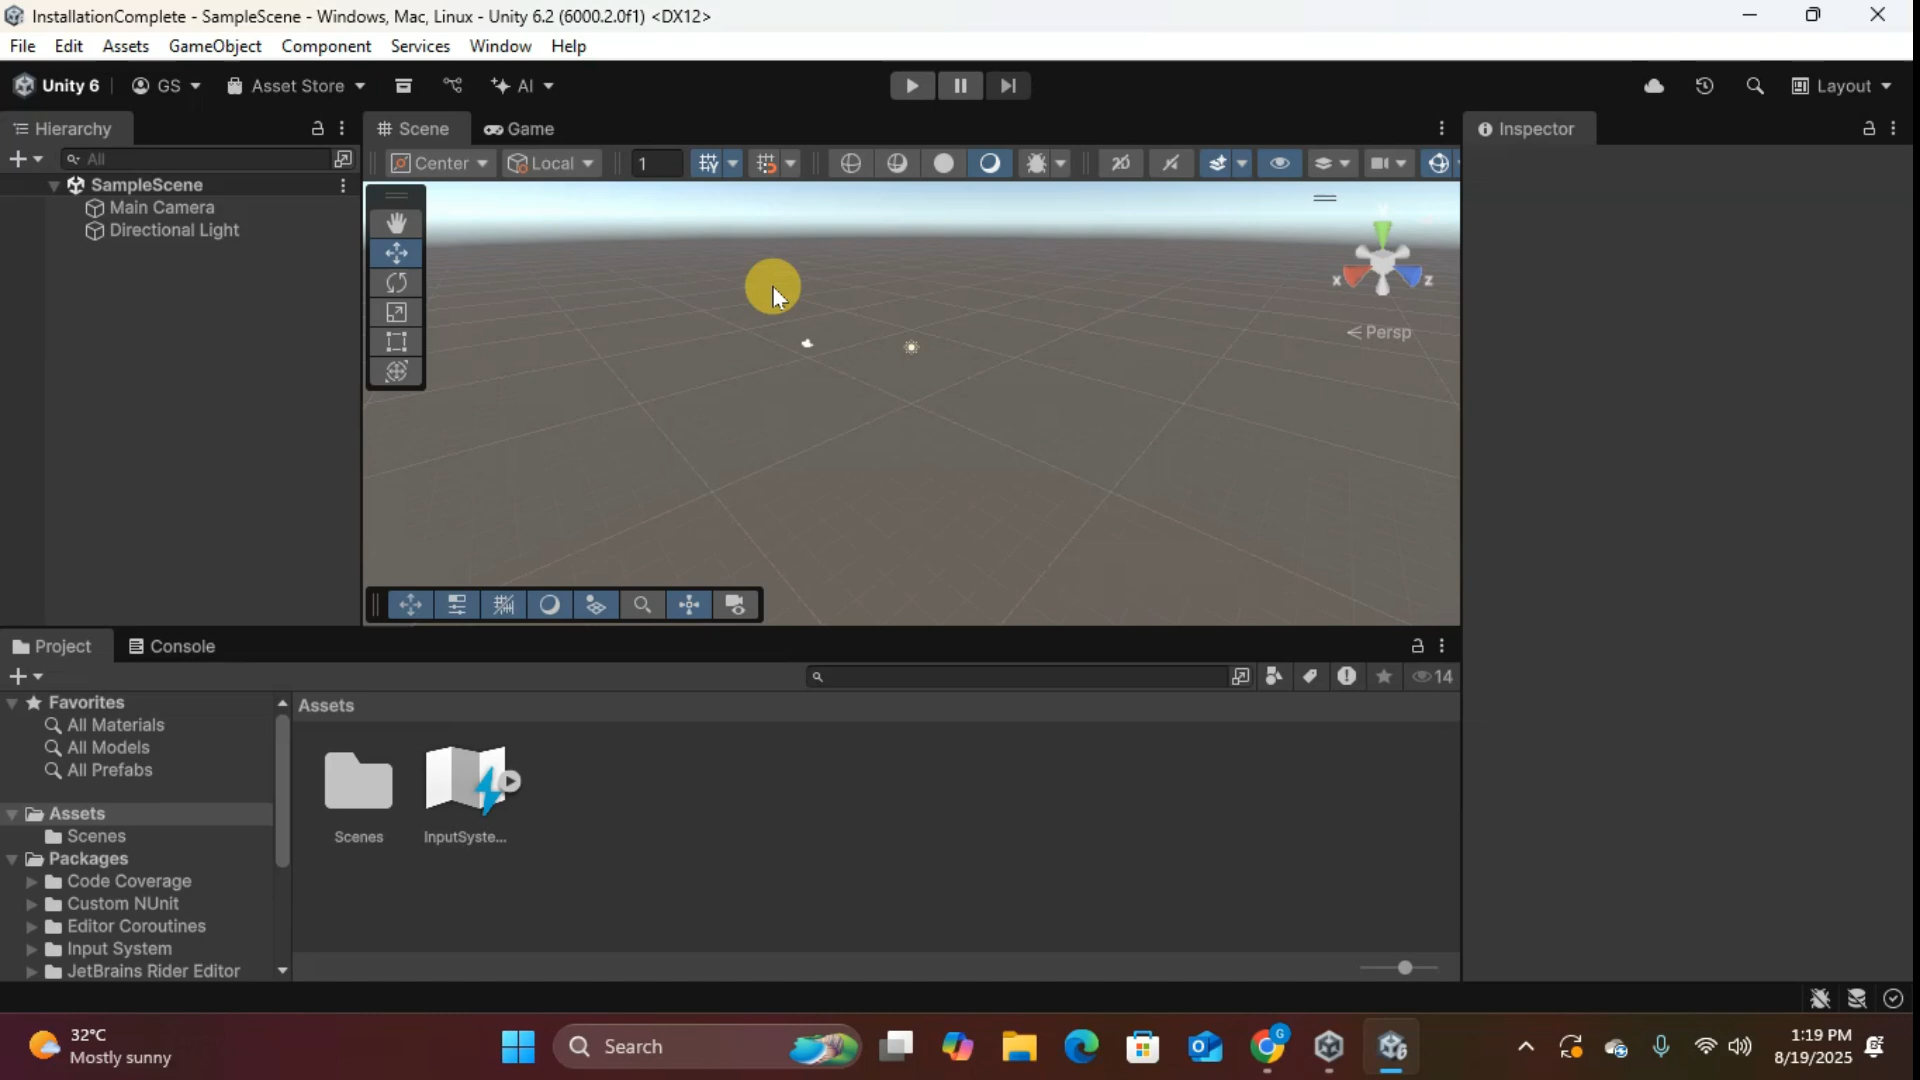 InstallationComplete - SampleScene - Windows, Mac, Linux - Unity 6.2 (6000.2.0f1) <DX12>
File Edit Assets GameObject Component Services Window Help
Unity 6 GS Asset Store AI Layout
Hierarchy Scene Game Inspector
All Center Local 1 2D
SampleScene
Main Camera
Directional Light
x z
Persp
Project Console
14
Favorites Assets
All Materials
All Models
All Prefabs
Assets
Scenes
Scenes InputSyste...
Packages
Code Coverage
Custom NUnit
Editor Coroutines
Input System
JetBrains Rider Editor
32°C
Mostly sunny
Search
1:19 PM
8/19/2025